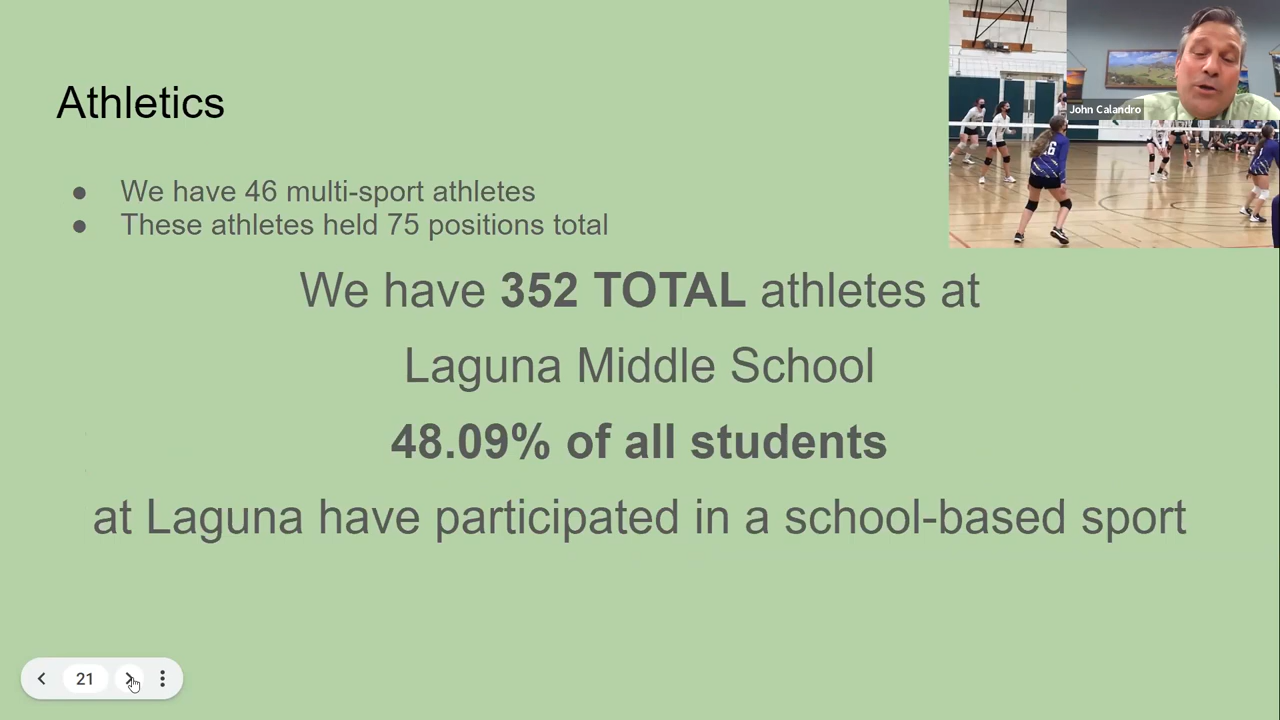 John Calandro
Athletics
● We have 46 multi-sport athletes
● These athletes held 75 positions total
We have 352 TOTAL athletes at
Laguna Middle School
48.09% of all students
at Laguna have participated in a school-based sport
21